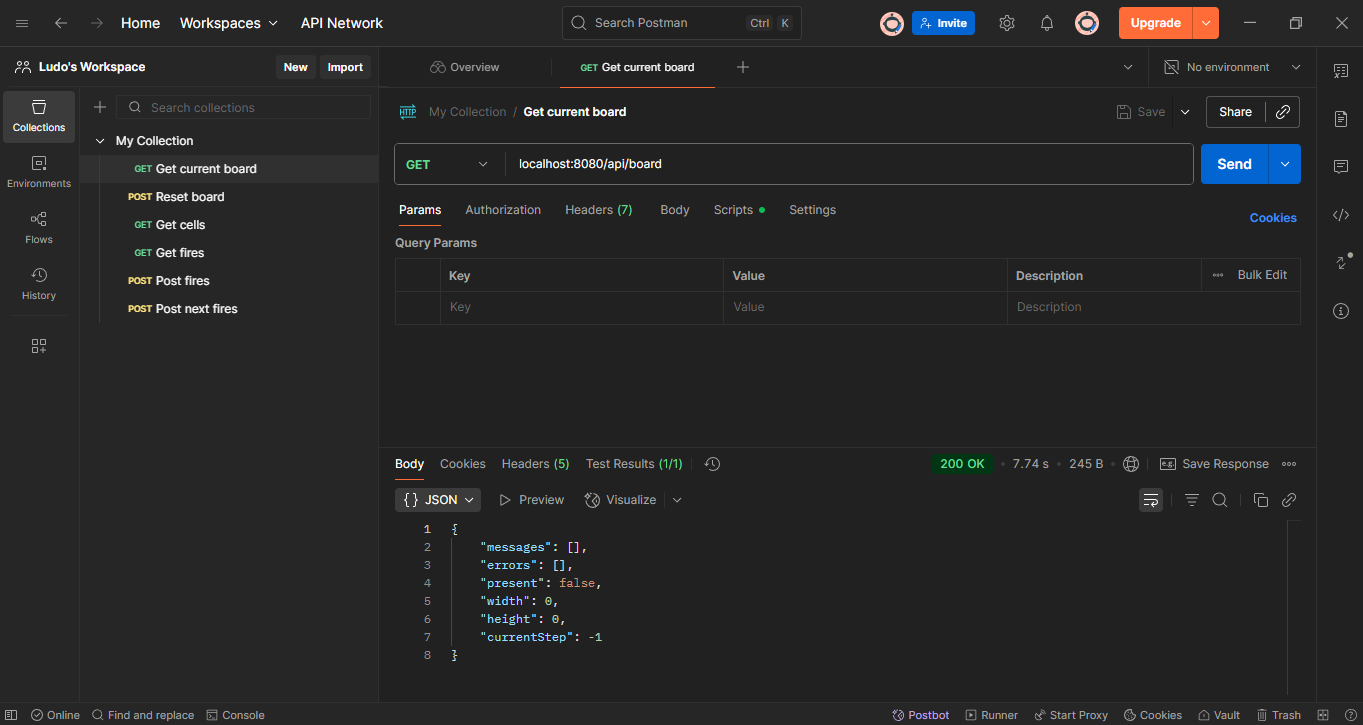 Home Workspaces API Network Search Postman Ctrl K Invite Upgrade
Ludo's Workspace New Import Overview GET Get current board No environment
Collections
Environments
Flows
History
Search collections
My Collection
GET Get current board
POST Reset board
GET Get cells
GET Get fires
POST Post fires
POST Post next fires
HTTP My Collection / Get current board Save Share
GET localhost:8080/api/board Send
Params Authorization Headers (7) Body Scripts Settings Cookies
Query Params
Key Value Description Bulk Edit
Key Value Description
Body Cookies Headers (5) Test Results (1/1) 200 OK 7.74 s 245 B e.g. Save Response
{} JSON Preview Visualize
1 {
2 "messages": [],
3 "errors": [],
4 "present": false,
5 "width": 0,
6 "height": 0,
7 "currentStep": -1
8 }
Online Find and replace Console Postbot Runner Start Proxy Cookies Vault Trash